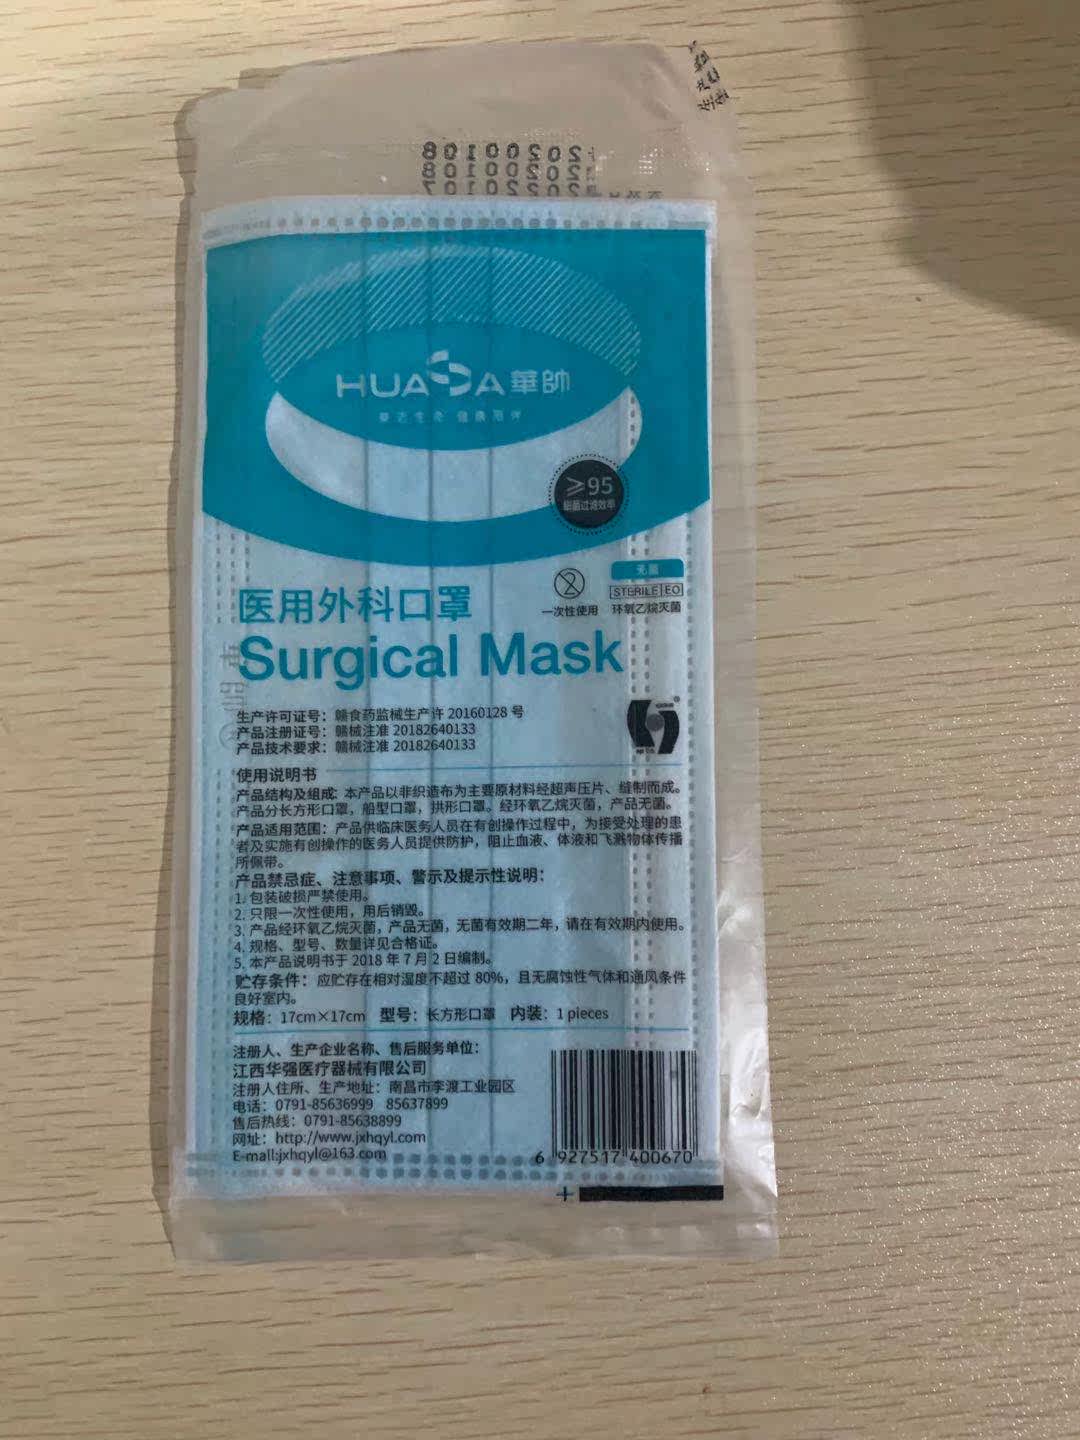 20200108
20200108
20220107
HUASA華帥
≥95
细菌过滤效率
无菌
STERILE EO
一次性使用 环氧乙烷灭菌
医用外科口罩
Surgical Mask
生产许可证号：赣食药监械生产许 20160128 号
产品注册证号：赣械注准 20182640133
产品技术要求：赣械注准 20182640133
使用说明书
产品结构及组成：本产品以非织造布为主要原材料经超声压片、缝制而成。
产品分长方形口罩，船型口罩，拱形口罩。经环氧乙烷灭菌，产品无菌。
产品适用范围：产品供临床医务人员在有创操作过程中，为接受处理的患
者及实施有创操作的医务人员提供防护，阻止血液、体液和飞溅物体传播
所佩带。
产品禁忌症、注意事项、警示及提示性说明：
1. 包装破损严禁使用。
2. 只限一次性使用，用后销毁。
3. 产品经环氧乙烷灭菌，产品无菌，无菌有效期二年，请在有效期内使用。
4. 规格、型号、数量详见合格证。
5. 本产品说明书于 2018 年 7 月 2 日编制。
贮存条件：应贮存在相对湿度不超过 80%，且无腐蚀性气体和通风条件
良好室内。
规格：17cm×17cm 型号：长方形口罩 内装：1 pieces
注册人、生产企业名称、售后服务单位：
江西华强医疗器械有限公司
注册人住所、生产地址：南昌市李渡工业园区
电话：0791-85636999 85637899
售后热线：0791-85638899
网址：http://www.jxhqyl.com
E-mall:jxhqyl@163.com
6 927517 400670